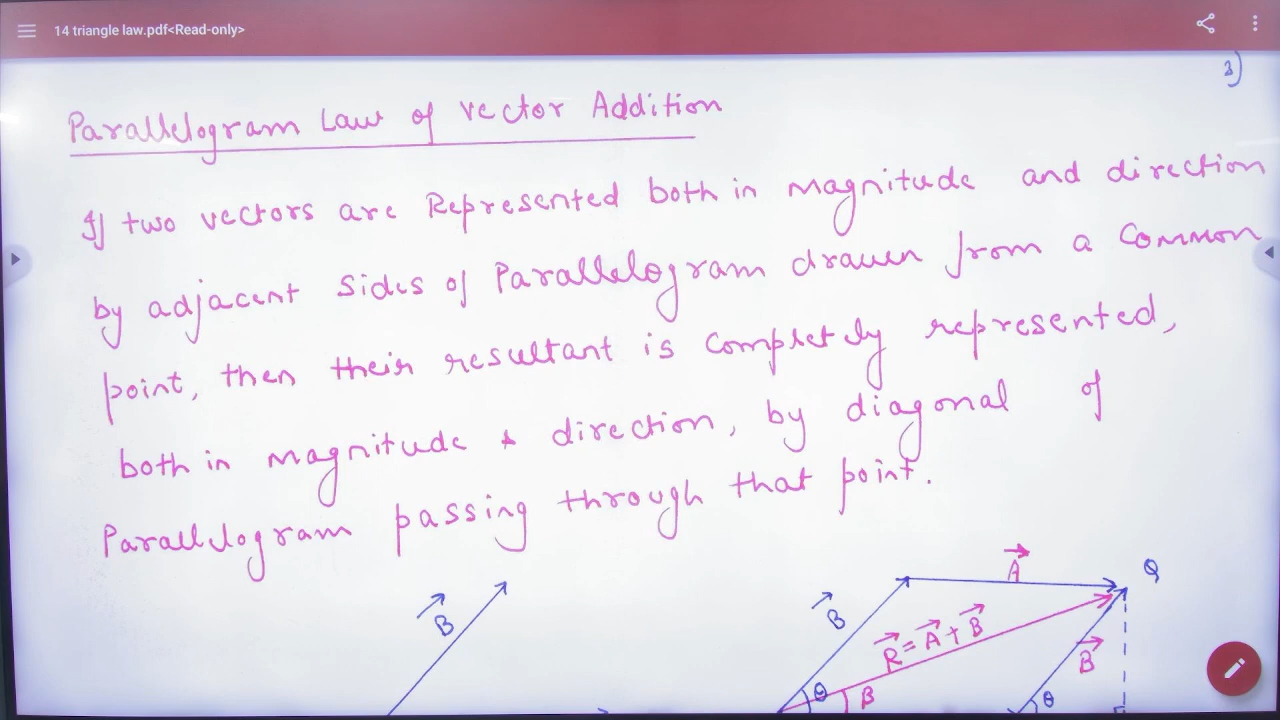 14 triangle law.pdf<Read-only>
3)
Parallelogram Law of vector Addition
If two vectors are Represented both in magnitude and direction
by adjacent sides of Parallelogram drawn from a common
point, then their resultant is completely represented,
both in magnitude & direction, by diagonal of
Parallelogram passing through that point.
A
Q
B
B
R = A + B
B
θ
β
θ